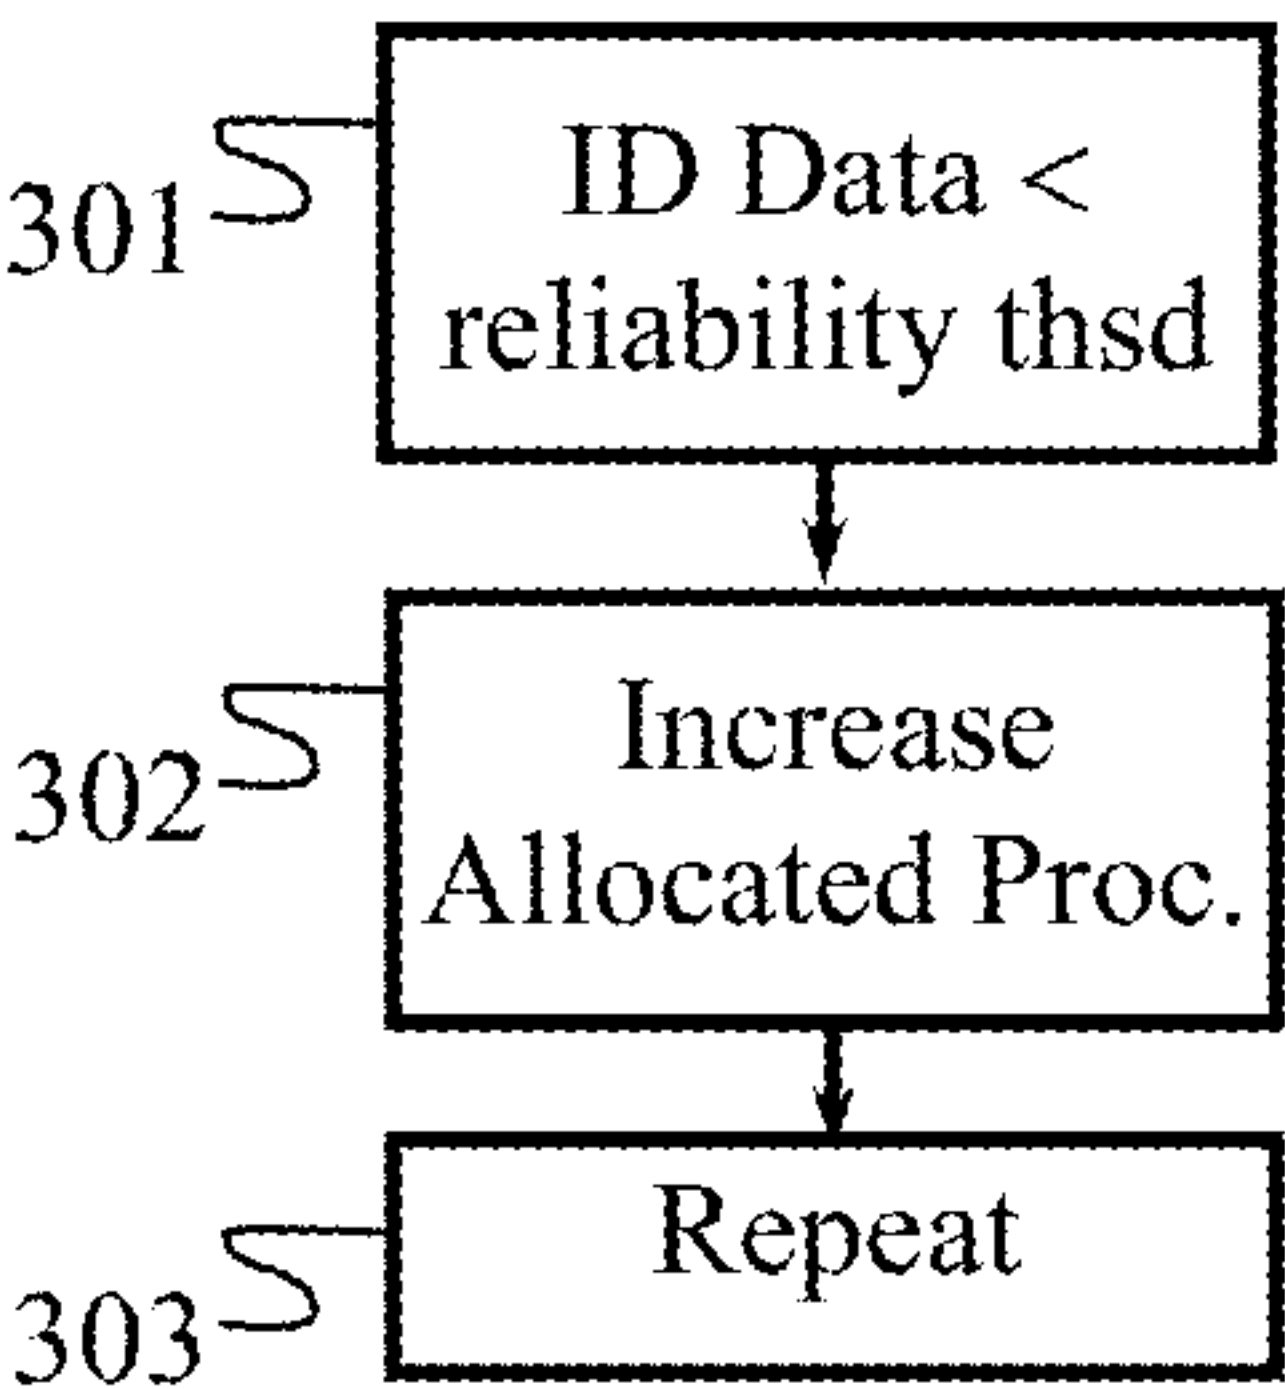 301
ID Data <
reliability thsd
302
Increase
Allocated Proc.
303
Repeat